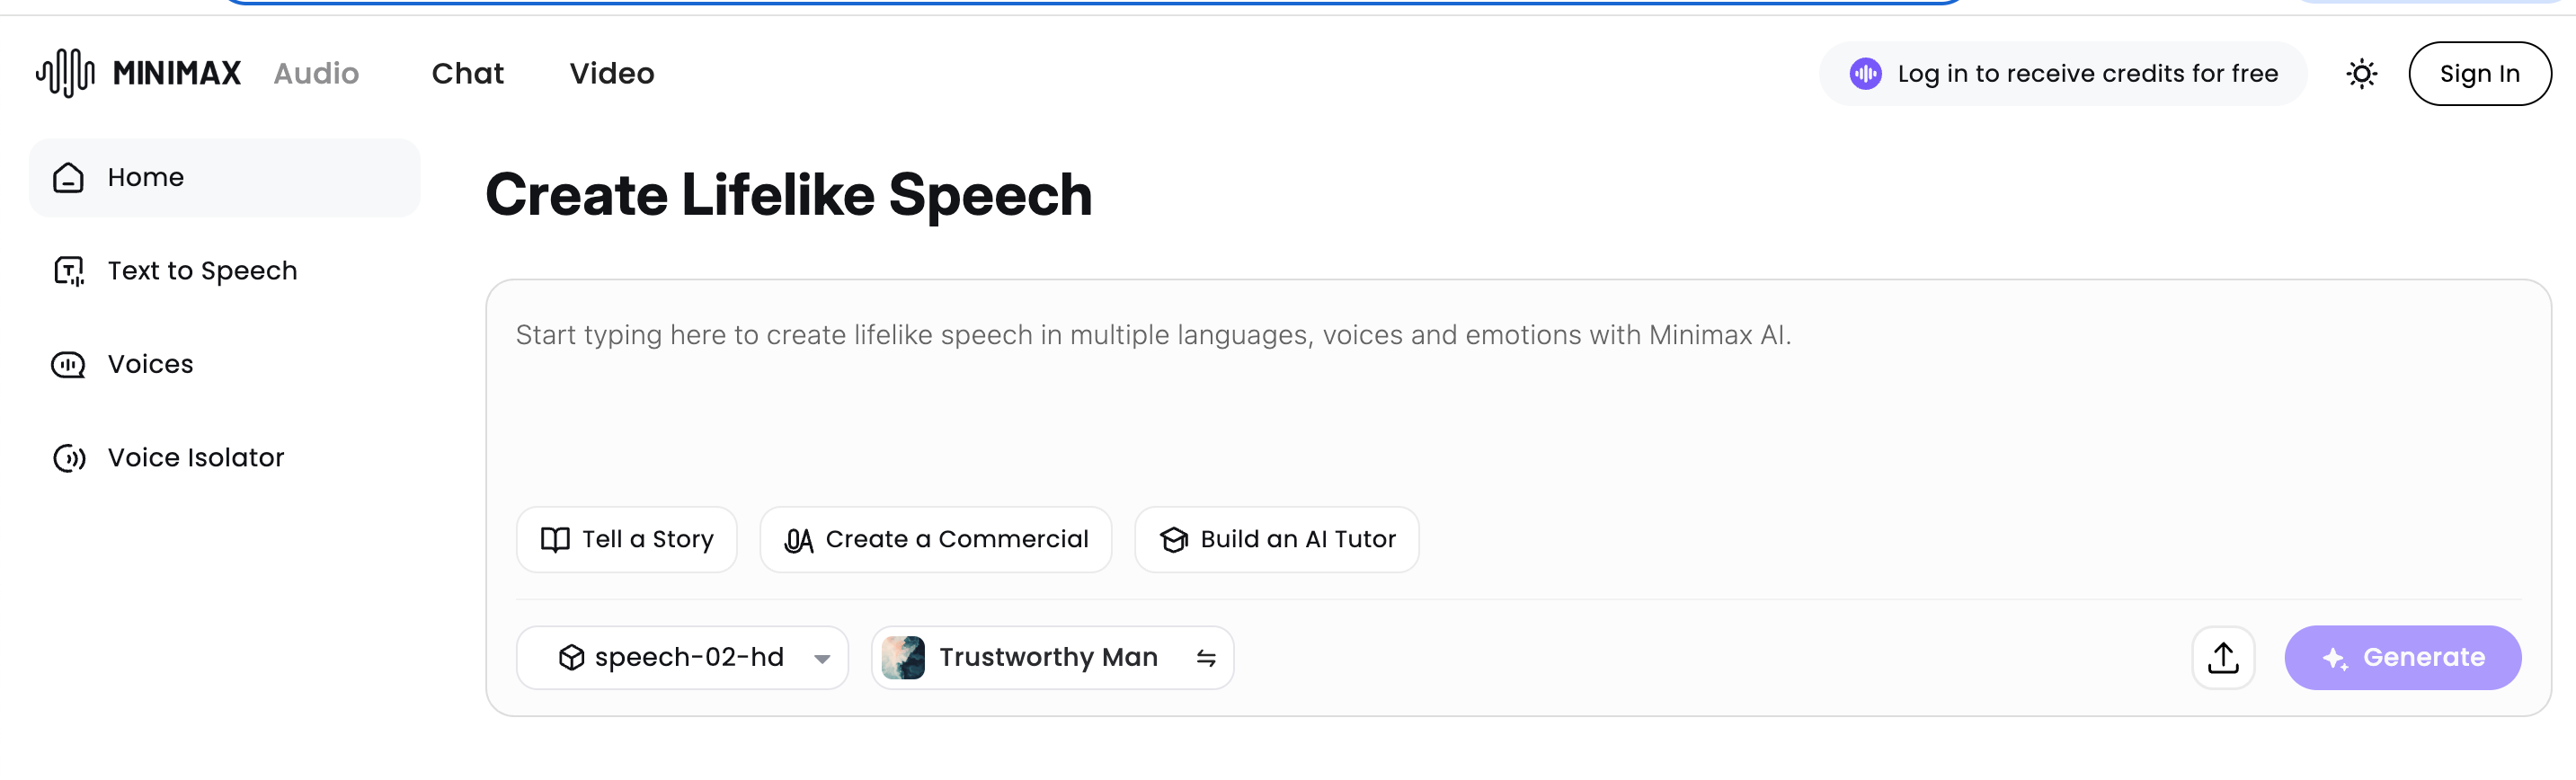 MINIMAX Audio Chat Video Log in to receive credits for free Sign In
Home
Text to Speech
Voices
Voice Isolator
Create Lifelike Speech
Start typing here to create lifelike speech in multiple languages, voices and emotions with Minimax AI.
Tell a Story Create a Commercial Build an AI Tutor
speech-02-hd Trustworthy Man Generate